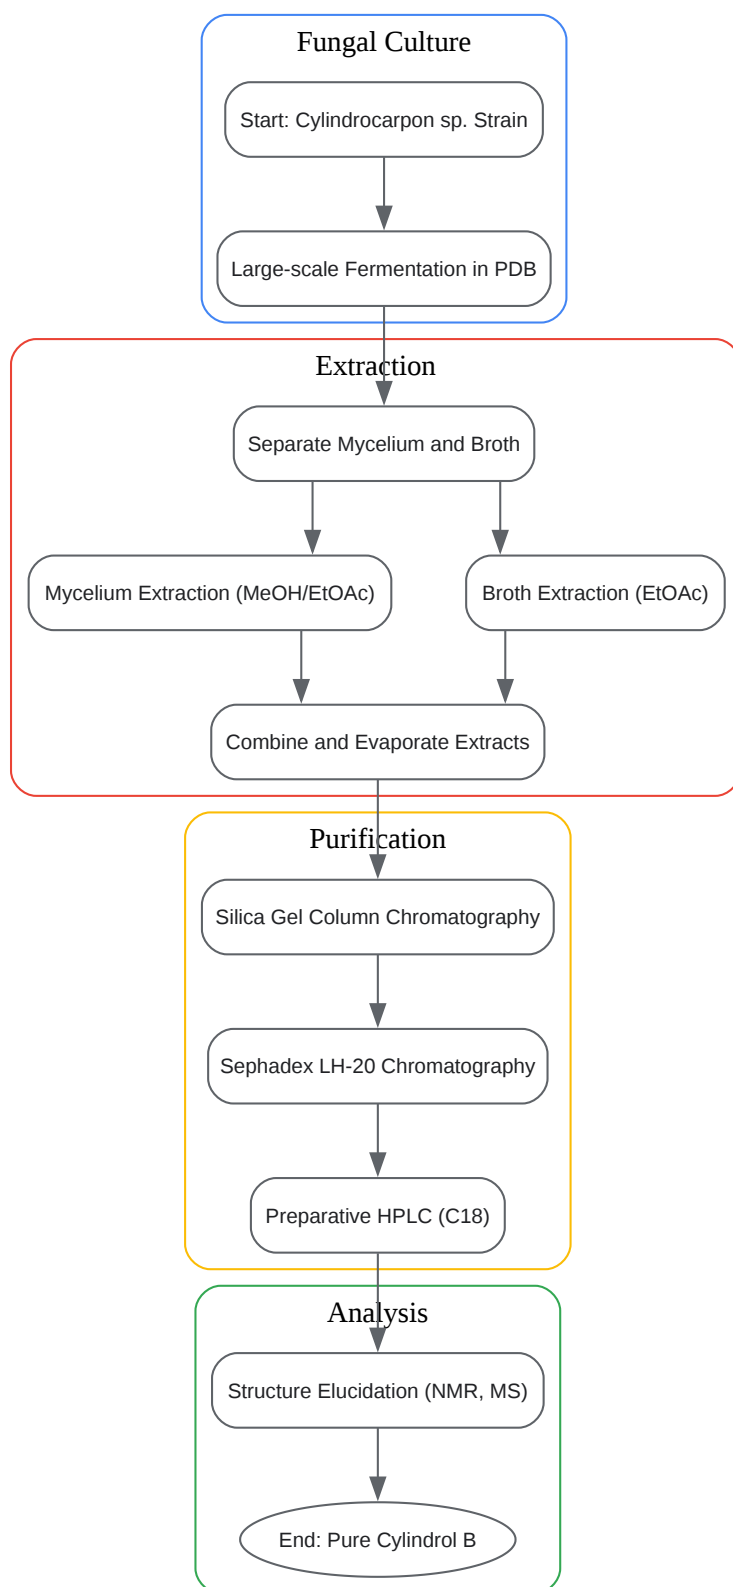 Fungal Culture
Start: Cylindrocarpon sp. Strain
Large-scale Fermentation in PDB
Extraction
Separate Mycelium and Broth
Mycelium Extraction (MeOH/EtOAc)
Broth Extraction (EtOAc)
Combine and Evaporate Extracts
Purification
Silica Gel Column Chromatography
Sephadex LH-20 Chromatography
Preparative HPLC (C18)
Analysis
Structure Elucidation (NMR, MS)
End: Pure Cylindrol B